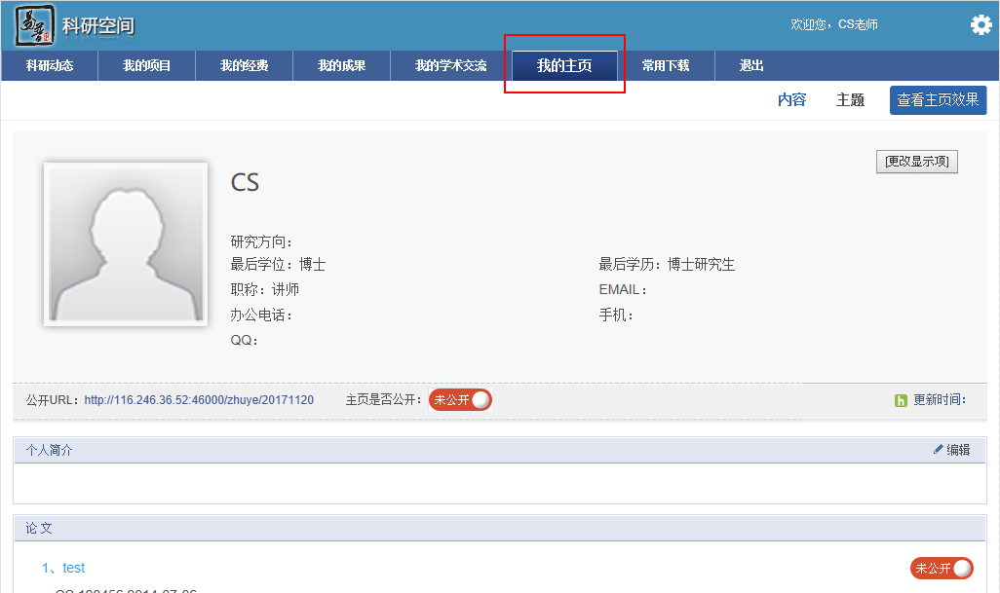 易普 科研空间
欢迎您，CS老师
科研动态 我的项目 我的经费 我的成果 我的学术交流 我的主页 常用下载 退出
内容 主题 查看主页效果
[更改显示项]
CS
研究方向：
最后学位：博士 最后学历：博士研究生
职称：讲师 EMAIL：
办公电话： 手机：
QQ：
公开URL：http://116.246.36.52:46000/zhuye/20171120 主页是否公开： 未公开 h 更新时间：
个人简介 编辑
论文
1、test 未公开